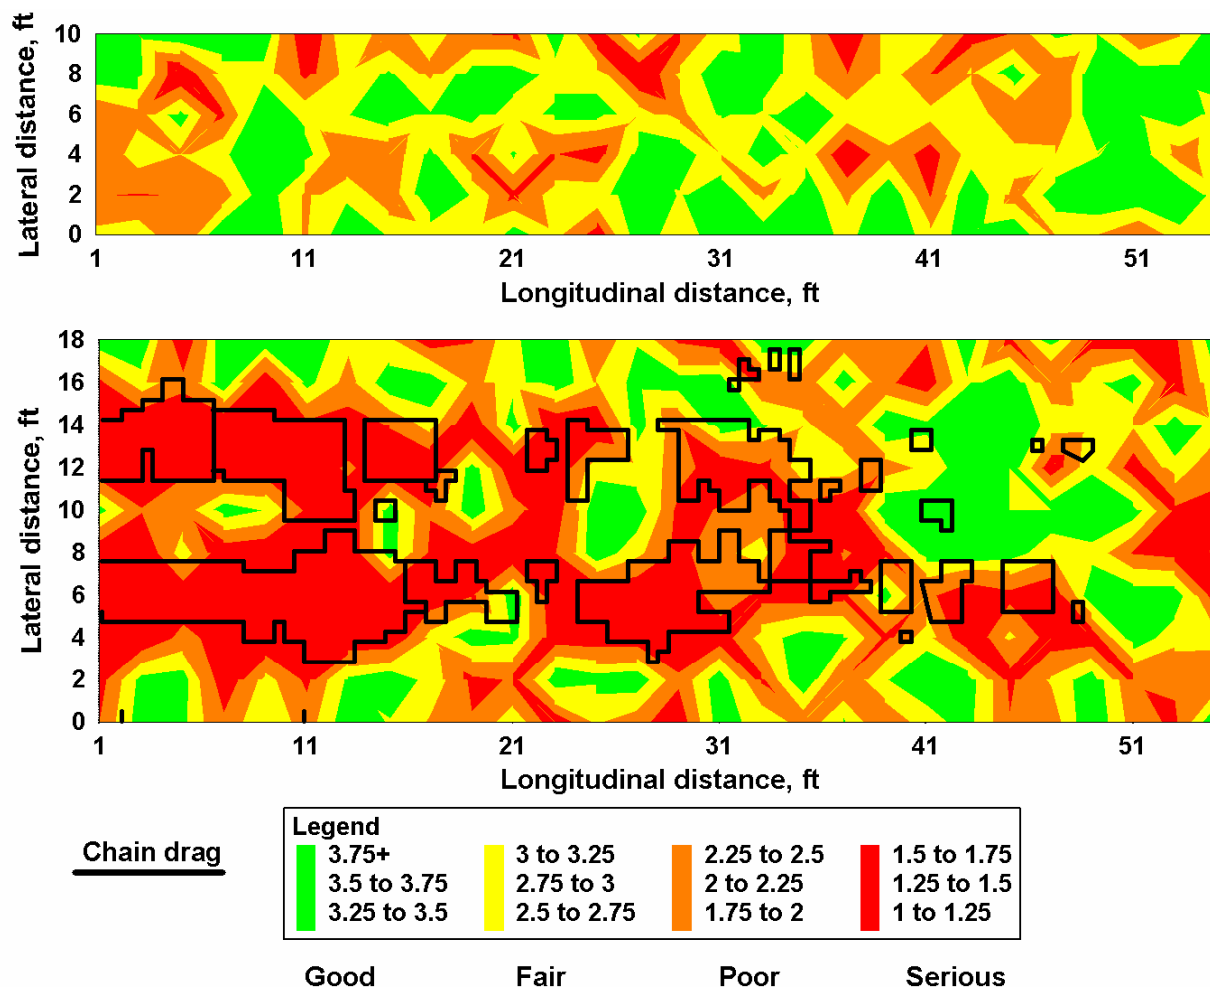 10
8
6
4
2
0
Lateral distance, ft
1 11 21 31 41 51
Longitudinal distance, ft
18
16
14
12
10
8
6
4
2
0
Lateral distance, ft
1 11 21 31 41 51
Longitudinal distance, ft
Chain drag
Legend
3.75+ 3 to 3.25 2.25 to 2.5 1.5 to 1.75
3.5 to 3.75 2.75 to 3 2 to 2.25 1.25 to 1.5
3.25 to 3.5 2.5 to 2.75 1.75 to 2 1 to 1.25
Good Fair Poor Serious